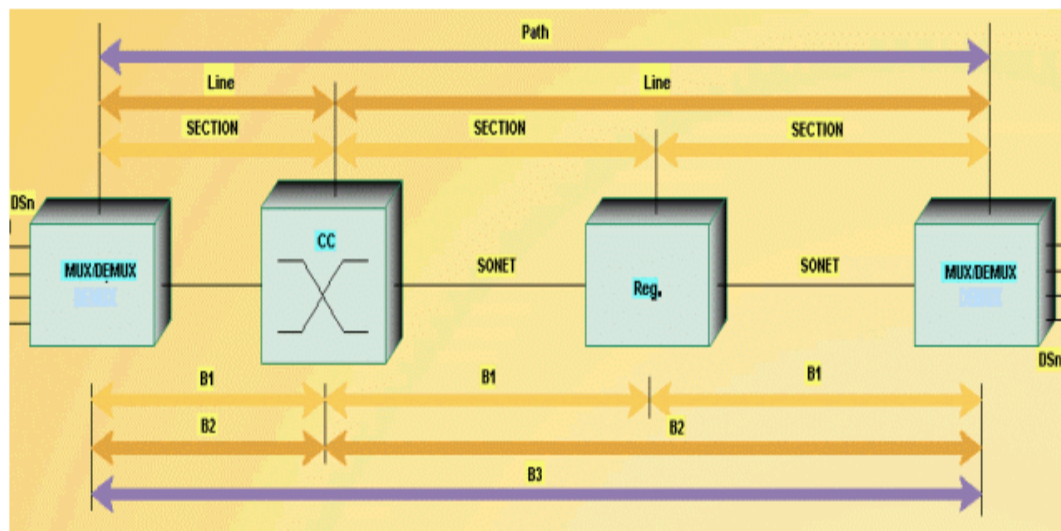 Path
Line Line
SECTION SECTION SECTION
DSn
MUX/DEMUX CC SONET Reg. SONET MUX/DEMUX
DSn
B1 B1 B1
B2 B2
B3